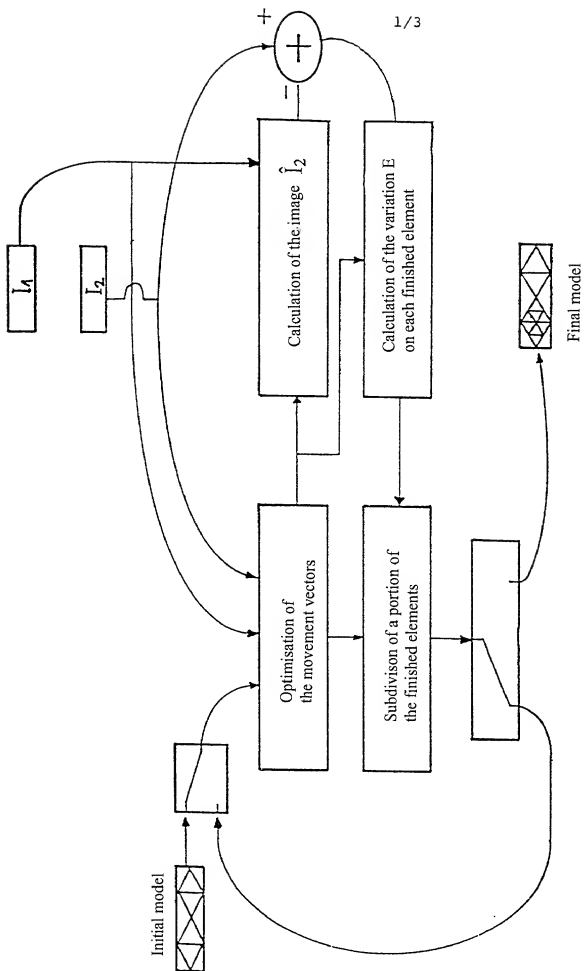 1/3
I1
I2
+
+
−
Calculation of the image Î2
Calculation of the variation E
on each finished element
Optimisation of
the movement vectors
Subdivison of a portion of
the finished elements
Initial model
Final model